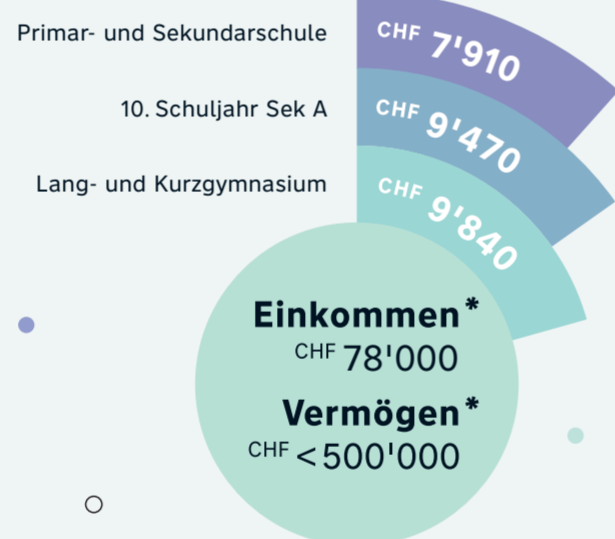 Primar- und Sekundarschule
CHF 7'910
10. Schuljahr Sek A
CHF 9'470
Lang- und Kurzgymnasium
CHF 9'840
Einkommen*
CHF 78'000
Vermögen*
CHF <500'000